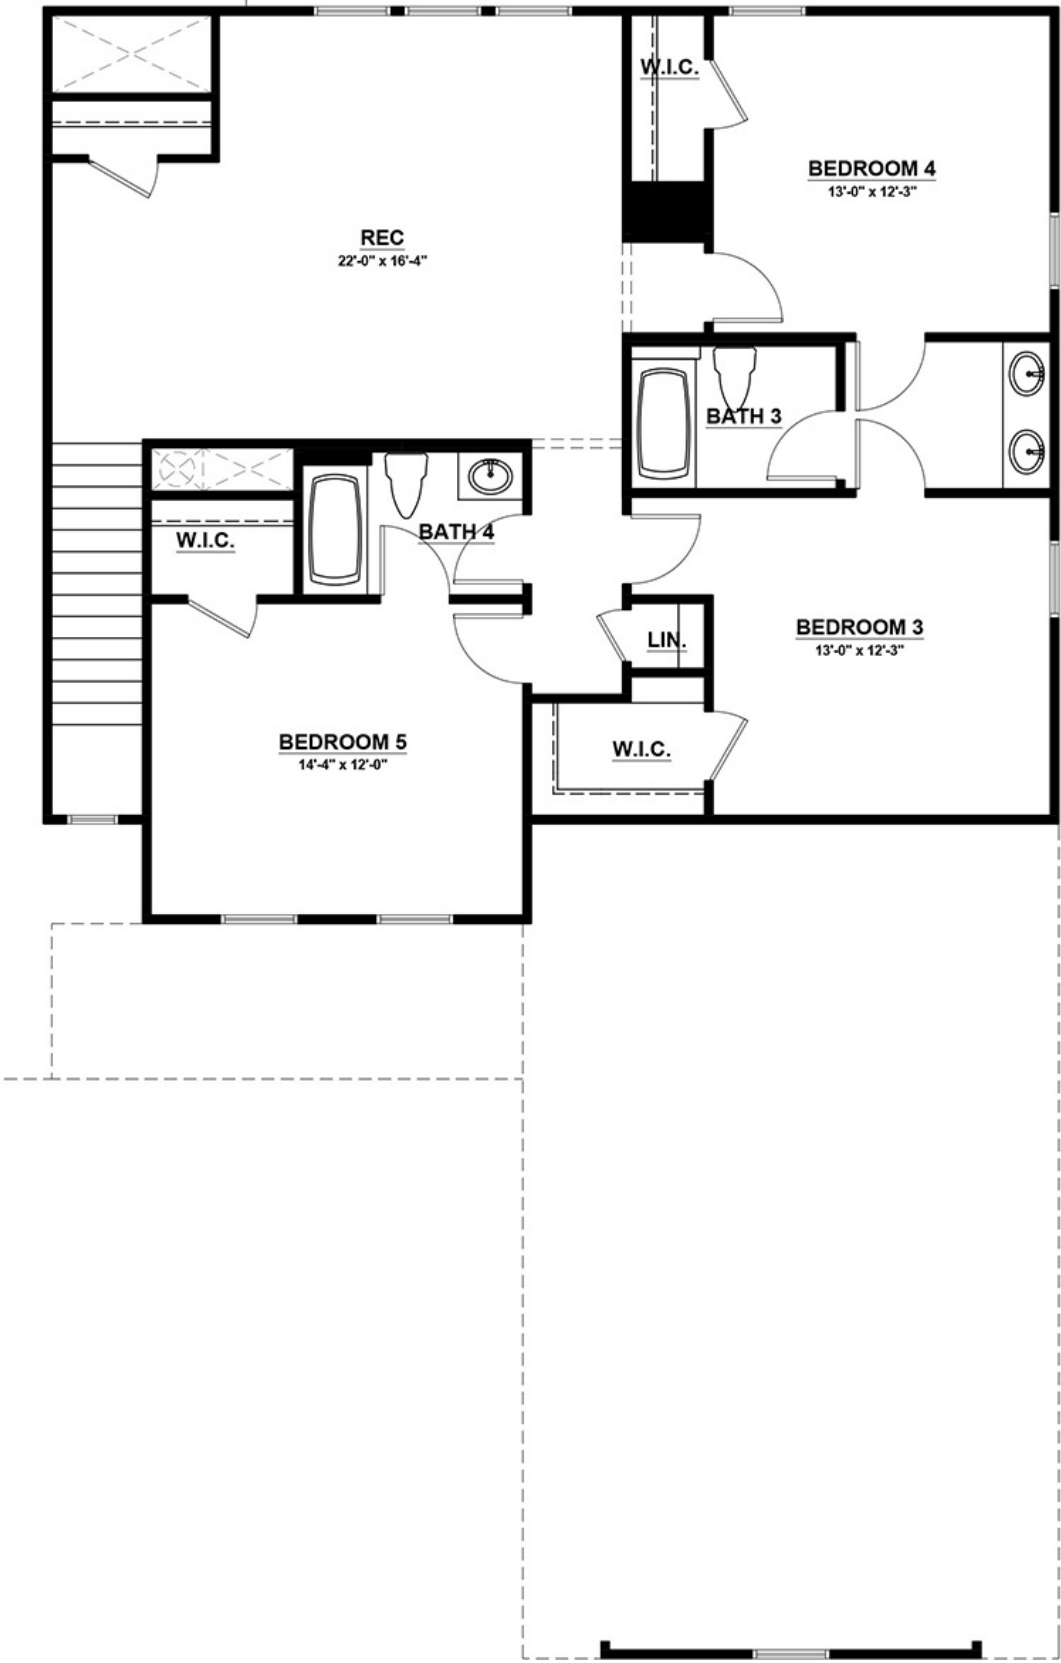 W.I.C.
BEDROOM 4
13'-0" x 12'-3"
REC
22'-0" x 16'-4"
BATH 3
BATH 4
W.I.C.
BEDROOM 3
13'-0" x 12'-3"
LIN.
BEDROOM 5
14'-4" x 12'-0"
W.I.C.